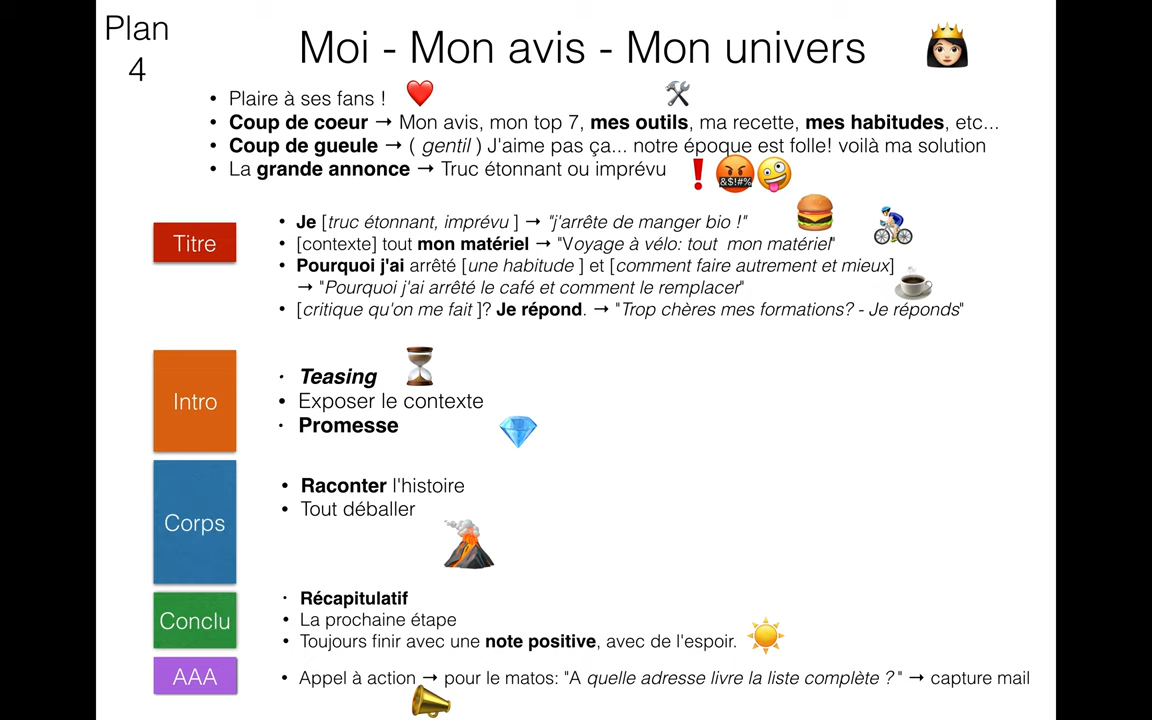 Plan
4
Moi - Mon avis - Mon univers
• Plaire à ses fans !
• Coup de coeur → Mon avis, mon top 7, mes outils, ma recette, mes habitudes, etc...
• Coup de gueule → ( gentil ) J'aime pas ça... notre époque est folle! voilà ma solution
• La grande annonce → Truc étonnant ou imprévu
&$!#%
Titre
• Je [truc étonnant, imprévu ] → "j'arrête de manger bio !"
• [contexte] tout mon matériel → "Voyage à vélo: tout mon matériel"
• Pourquoi j'ai arrêté [une habitude ] et [comment faire autrement et mieux]
→ "Pourquoi j'ai arrêté le café et comment le remplacer"
• [critique qu'on me fait ]? Je répond. → "Trop chères mes formations? - Je réponds"
Intro
• Teasing
• Exposer le contexte
• Promesse
Corps
• Raconter l'histoire
• Tout déballer
Conclu
• Récapitulatif
• La prochaine étape
• Toujours finir avec une note positive, avec de l'espoir.
AAA
• Appel à action → pour le matos: "A quelle adresse livre la liste complète ? " → capture mail